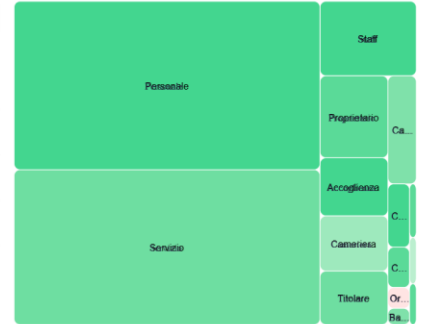 Personale
Staff
Proprietario
Ca...
Accoglienza
C...
Servizio
Cameriera
C...
Titolare
Or...
Ba...